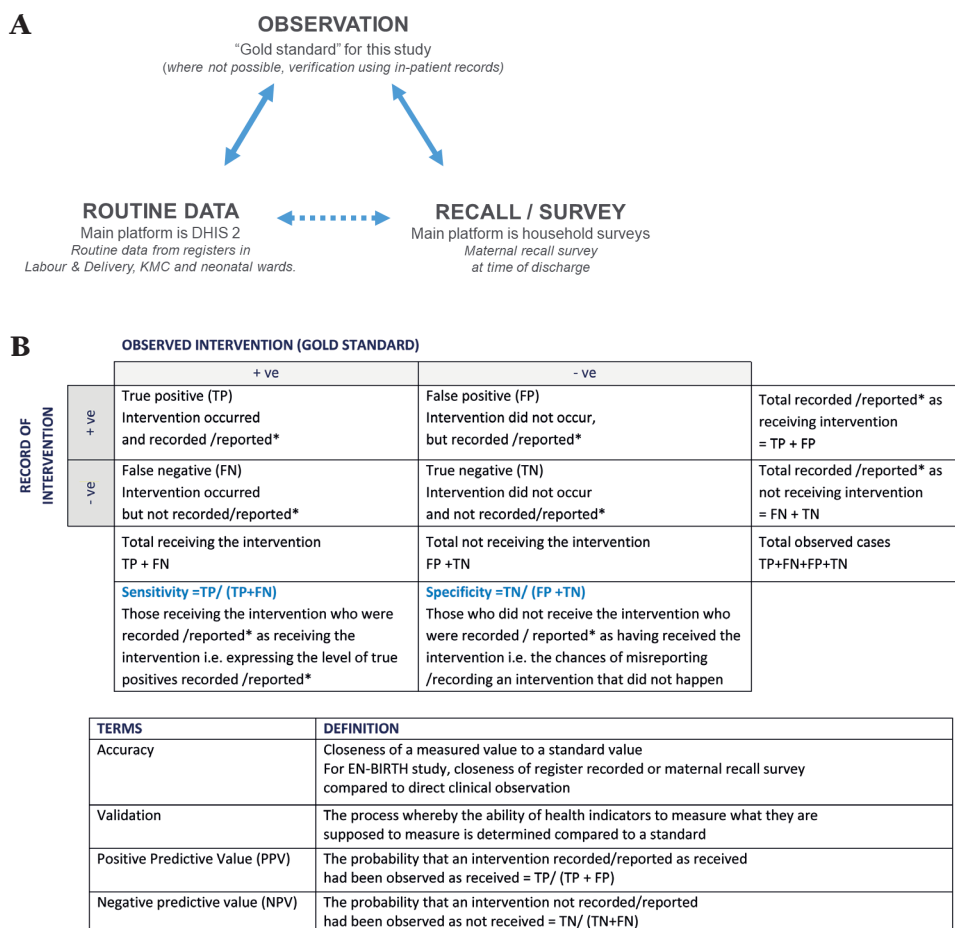 A
OBSERVATION
“Gold standard” for this study
(where not possible, verification using in-patient records)
ROUTINE DATA
Main platform is DHIS 2
Routine data from registers in
Labour & Delivery, KMC and neonatal wards.
RECALL / SURVEY
Main platform is household surveys
Maternal recall survey
at time of discharge
B
OBSERVED INTERVENTION (GOLD STANDARD)
+ ve
- ve
RECORD OF
INTERVENTION
+ ve
True positive (TP)
Intervention occurred
and recorded /reported*
False positive (FP)
Intervention did not occur,
but recorded /reported*
Total recorded /reported* as
receiving intervention
= TP + FP
- ve
False negative (FN)
Intervention occurred
but not recorded/reported*
True negative (TN)
Intervention did not occur
and not recorded/reported*
Total recorded /reported* as
not receiving intervention
= FN + TN
Total receiving the intervention
TP + FN
Total not receiving the intervention
FP +TN
Total observed cases
TP+FN+FP+TN
Sensitivity =TP/ (TP+FN)
Those receiving the intervention who were
recorded /reported* as receiving the
intervention i.e. expressing the level of true
positives recorded /reported*
Specificity =TN/ (FP +TN)
Those who did not receive the intervention who
were recorded / reported* as having received the
intervention i.e. the chances of misreporting
/recording an intervention that did not happen
TERMS
DEFINITION
Accuracy
Closeness of a measured value to a standard value
For EN-BIRTH study, closeness of register recorded or maternal recall survey
compared to direct clinical observation
Validation
The process whereby the ability of health indicators to measure what they are
supposed to measure is determined compared to a standard
Positive Predictive Value (PPV)
The probability that an intervention recorded/reported as received
had been observed as received = TP/ (TP + FP)
Negative predictive value (NPV)
The probability that an intervention not recorded/reported
had been observed as not received = TN/ (TN+FN)